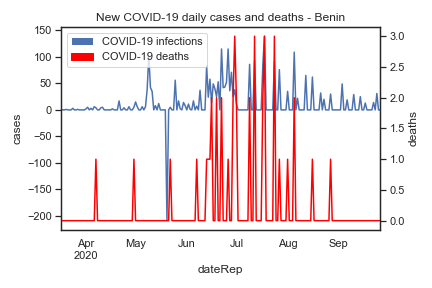 New COVID-19 daily cases and deaths - Benin
COVID-19 infections
COVID-19 deaths
150
100
50
0
−50
−100
−150
−200
cases
3.0
2.5
2.0
1.5
1.0
0.5
0.0
deaths
Apr
2020
May
Jun
Jul
Aug
Sep
dateRep